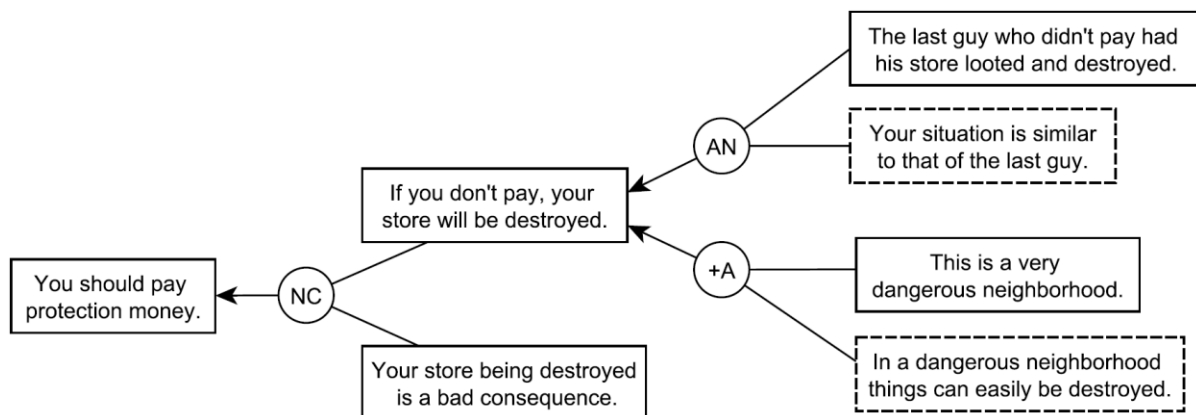 The last guy who didn't pay had
his store looted and destroyed.
AN
Your situation is similar
to that of the last guy.
If you don't pay, your
store will be destroyed.
+A
This is a very
dangerous neighborhood.
You should pay
protection money.
NC
Your store being destroyed
is a bad consequence.
In a dangerous neighborhood
things can easily be destroyed.